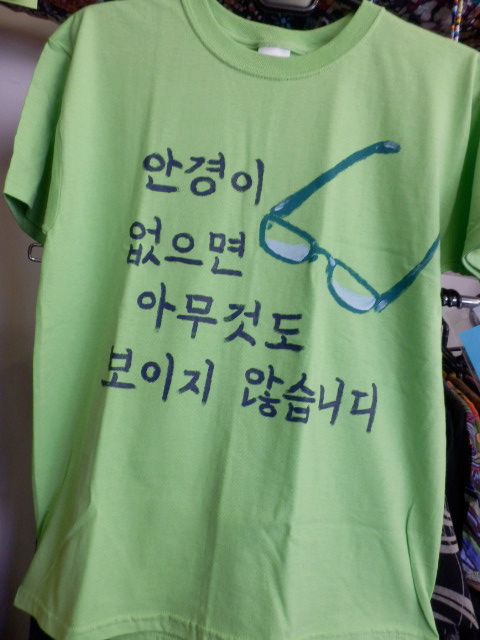 안경이
없으면
아무것도
보이지 않습니다